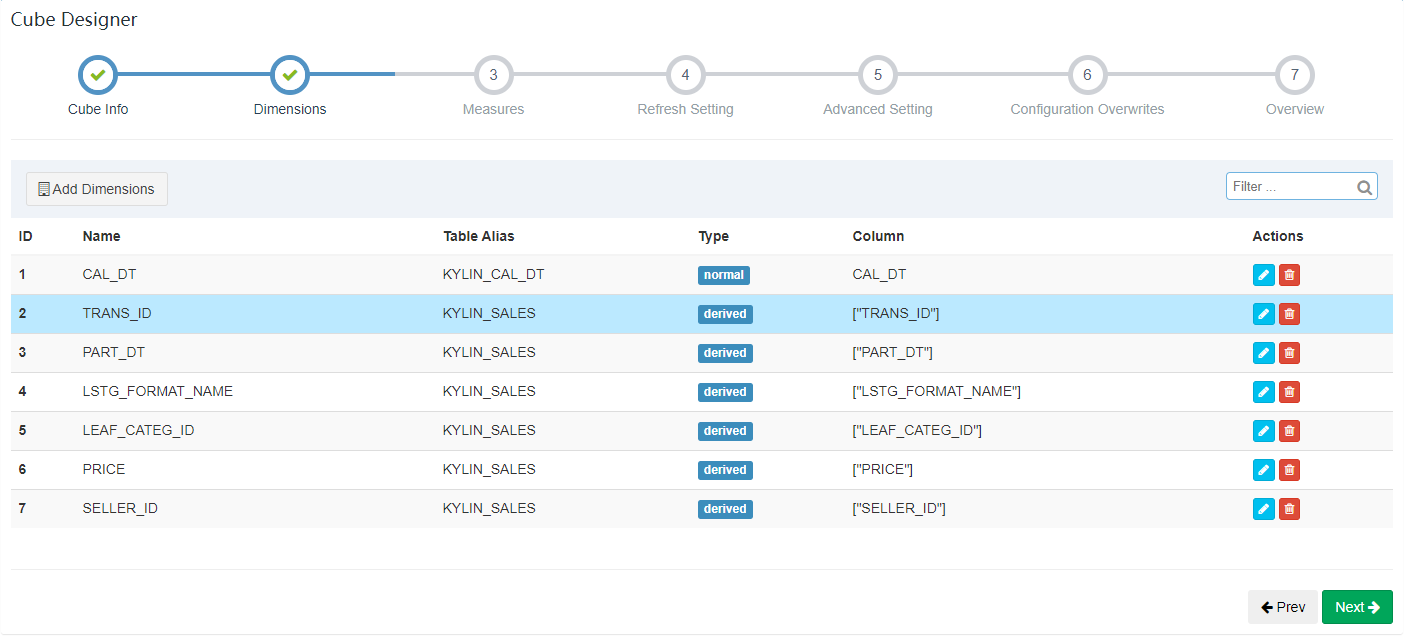 Cube Designer
3 4 5 6 7
Cube Info Dimensions Measures Refresh Setting Advanced Setting Configuration Overwrites Overview
Add Dimensions Filter ...
ID Name Table Alias Type Column Actions
1 CAL_DT KYLIN_CAL_DT normal CAL_DT
2 TRANS_ID KYLIN_SALES derived ["TRANS_ID"]
3 PART_DT KYLIN_SALES derived ["PART_DT"]
4 LSTG_FORMAT_NAME KYLIN_SALES derived ["LSTG_FORMAT_NAME"]
5 LEAF_CATEG_ID KYLIN_SALES derived ["LEAF_CATEG_ID"]
6 PRICE KYLIN_SALES derived ["PRICE"]
7 SELLER_ID KYLIN_SALES derived ["SELLER_ID"]
Prev Next